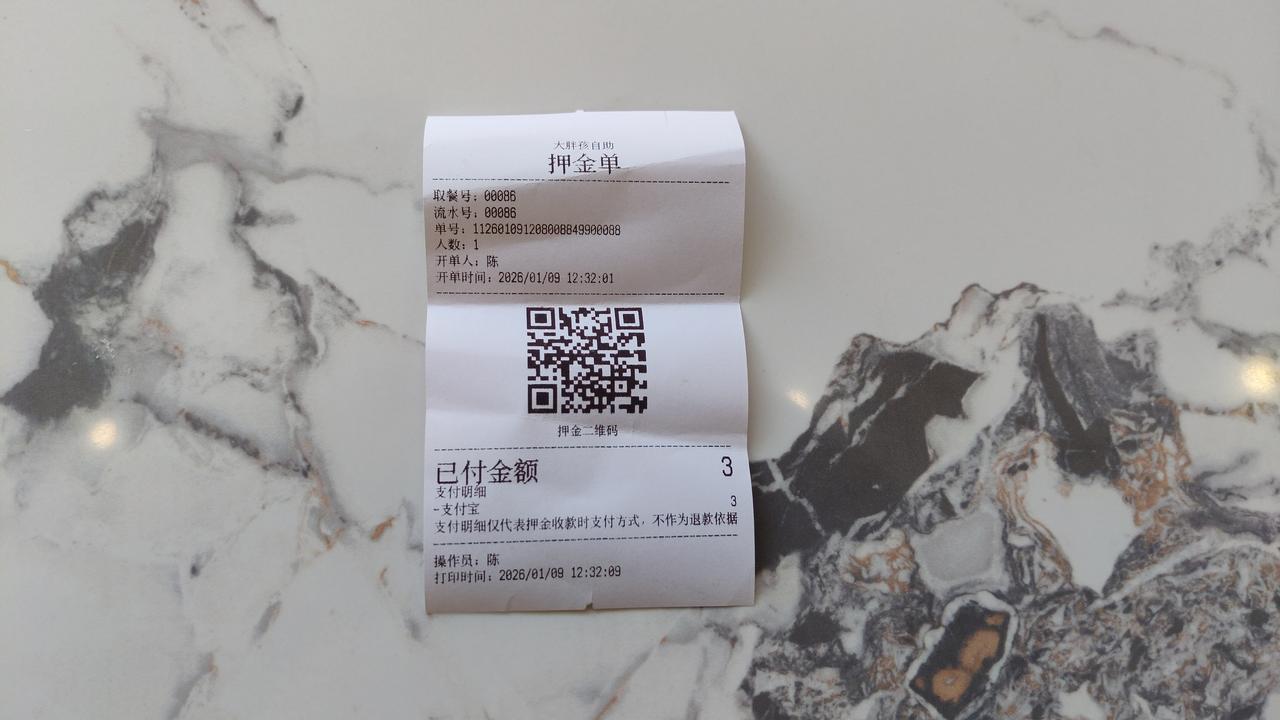 大胖孩自助
押金单
取餐号：00086
流水号：00086
单号：112601091208008849900088
人数：1
开单人：陈
开单时间：2026/01/09 12:32:01
押金二维码
已付金额 3
支付明细
-支付宝 3
支付明细仅代表押金收款时支付方式，不作为退款依据
操作员：陈
打印时间：2026/01/09 12:32:09